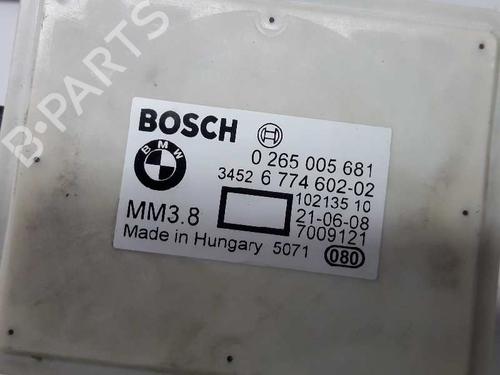 BOSCH
BMW
0 265 005 681
3452 6 774 602-02
102135 10
MM3.8
21-06-08
7009121
Made in Hungary 5071
080
B-PARTS